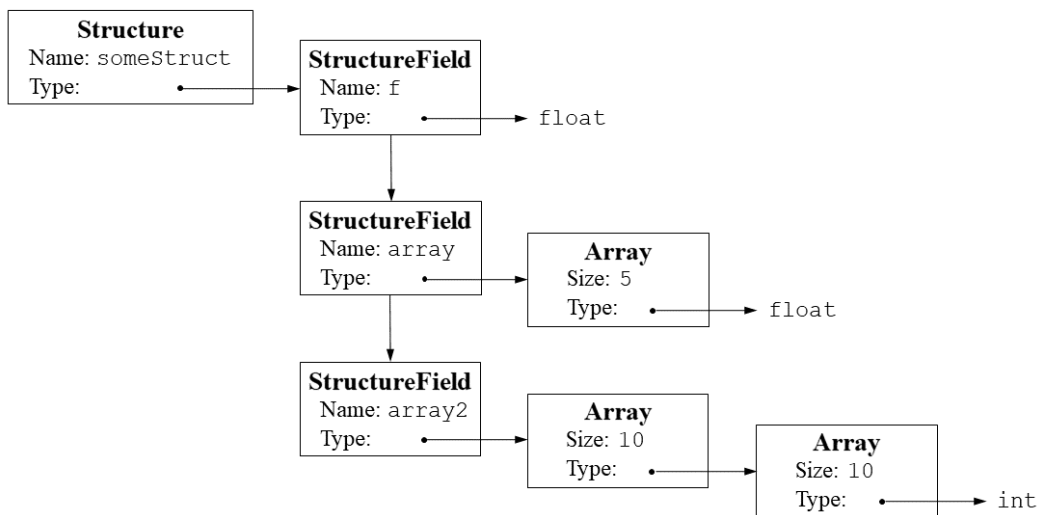 Structure
Name: someStruct
Type:
StructureField
Name: f
Type:
float
StructureField
Name: array
Type:
Array
Size: 5
Type:
float
StructureField
Name: array2
Type:
Array
Size: 10
Type:
Array
Size: 10
Type:
int